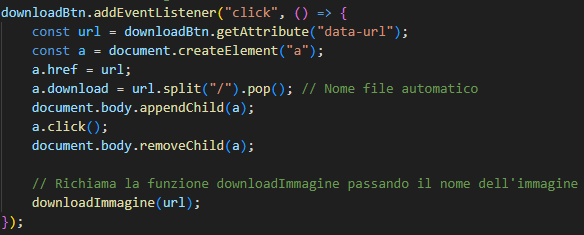 downloadBtn.addEventListener("click", () => {
    const url = downloadBtn.getAttribute("data-url");
    const a = document.createElement("a");
    a.href = url;
    a.download = url.split("/").pop(); // Nome file automatico
    document.body.appendChild(a);
    a.click();
    document.body.removeChild(a);

    // Richiama la funzione downloadImmagine passando il nome dell'immagine
    downloadImmagine(url);
});